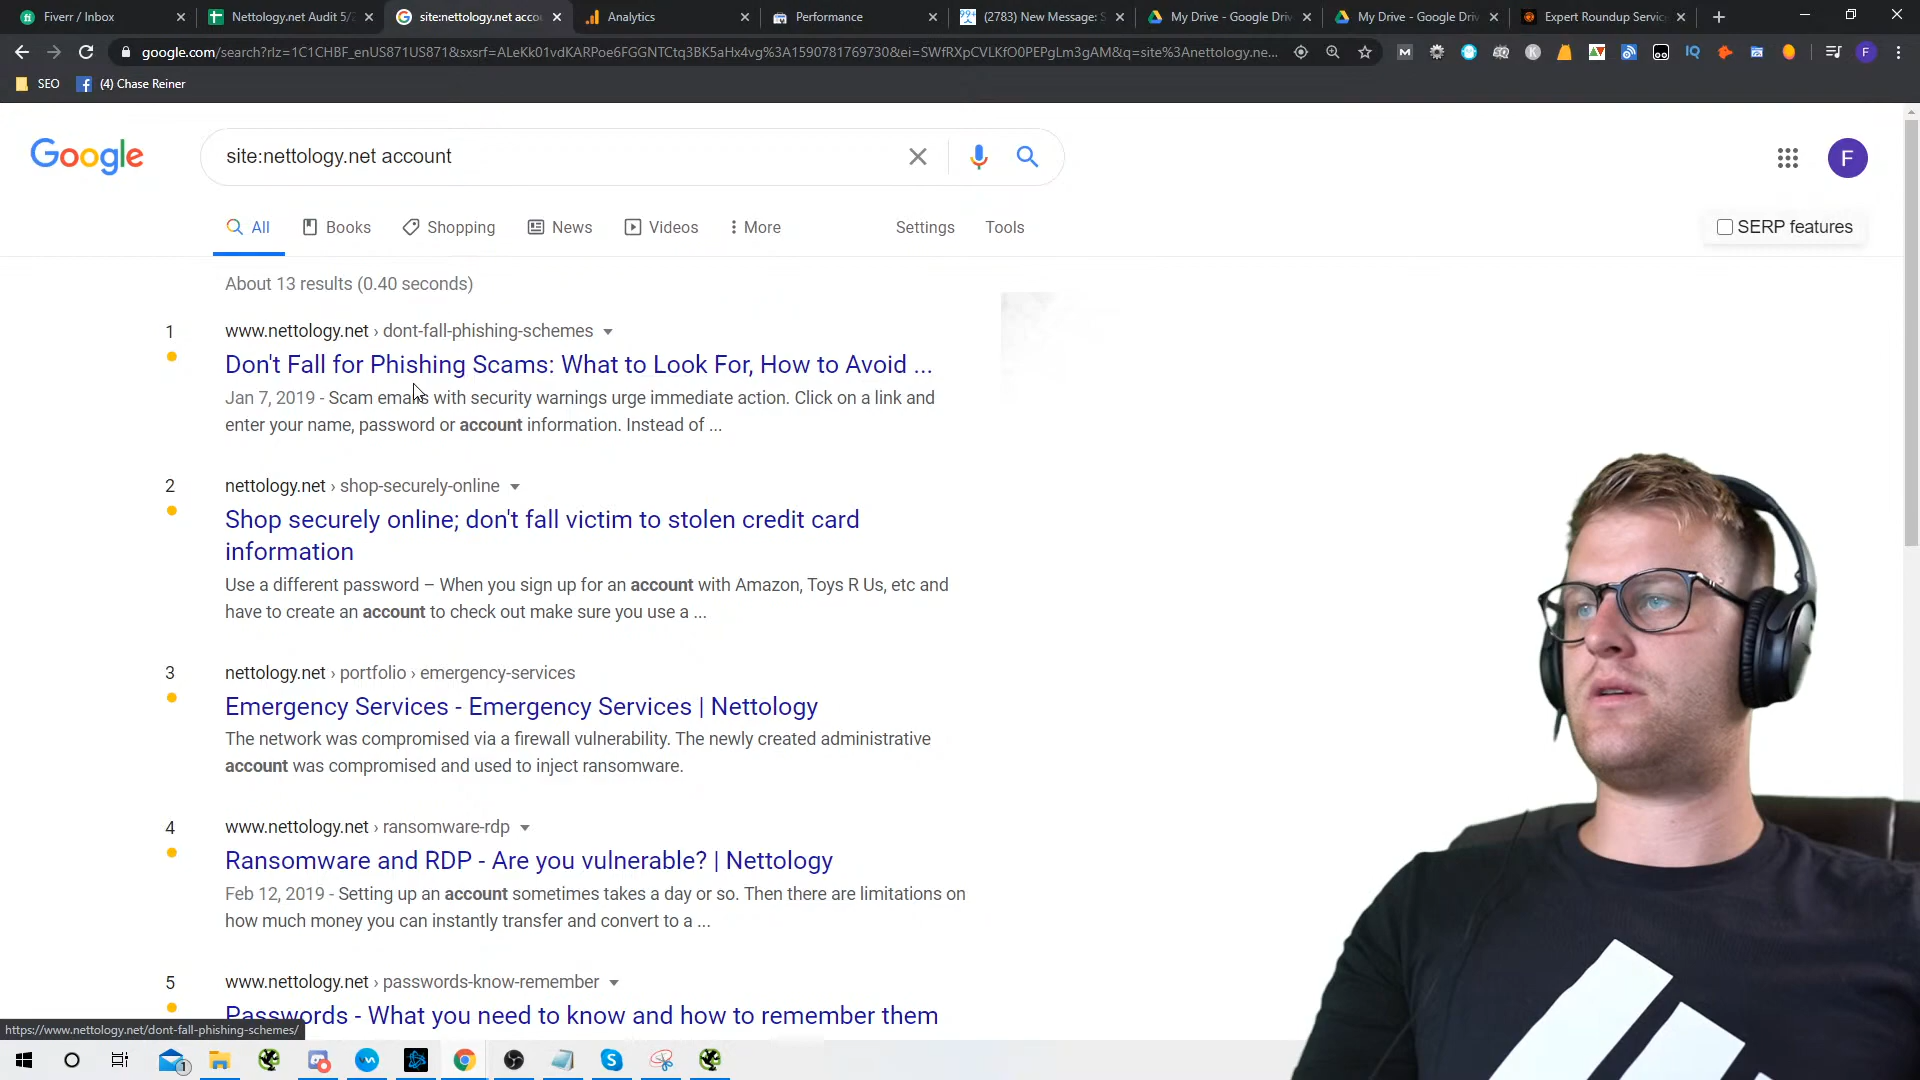 Fiverr / Inbox
Nettology.net Audit 5/
site:nettology.net acco
Analytics
Performance
(2783) New Message: S
My Drive - Google Driv
My Drive - Google Driv
Expert Roundup Servic
google.com/search?rlz=1C1CHBF_enUS871US871&sxsrf=ALeKk01vdKARPoe6FGGNTCtq3BK5aHx4vg%3A1590781769730&ei=SWfRXpCVLKfO0PEPgLm3gAM&q=site%3Anettology.ne...
SEO
(4) Chase Reiner
Google
site:nettology.net account
F
All
Books
Shopping
News
Videos
More
Settings
Tools
SERP features
About 13 results (0.40 seconds)
1
www.nettology.net › dont-fall-phishing-schemes
Don't Fall for Phishing Scams: What to Look For, How to Avoid ...
Jan 7, 2019 - Scam emails with security warnings urge immediate action. Click on a link and
enter your name, password or account information. Instead of ...
2
nettology.net › shop-securely-online
Shop securely online; don't fall victim to stolen credit card
information
Use a different password – When you sign up for an account with Amazon, Toys R Us, etc and
have to create an account to check out make sure you use a ...
3
nettology.net › portfolio › emergency-services
Emergency Services - Emergency Services | Nettology
The network was compromised via a firewall vulnerability. The newly created administrative
account was compromised and used to inject ransomware.
4
www.nettology.net › ransomware-rdp
Ransomware and RDP - Are you vulnerable? | Nettology
Feb 12, 2019 - Setting up an account sometimes takes a day or so. Then there are limitations on
how much money you can instantly transfer and convert to a ...
5
www.nettology.net › passwords-know-remember
Passwords - What you need to know and how to remember them
https://www.nettology.net/dont-fall-phishing-schemes/